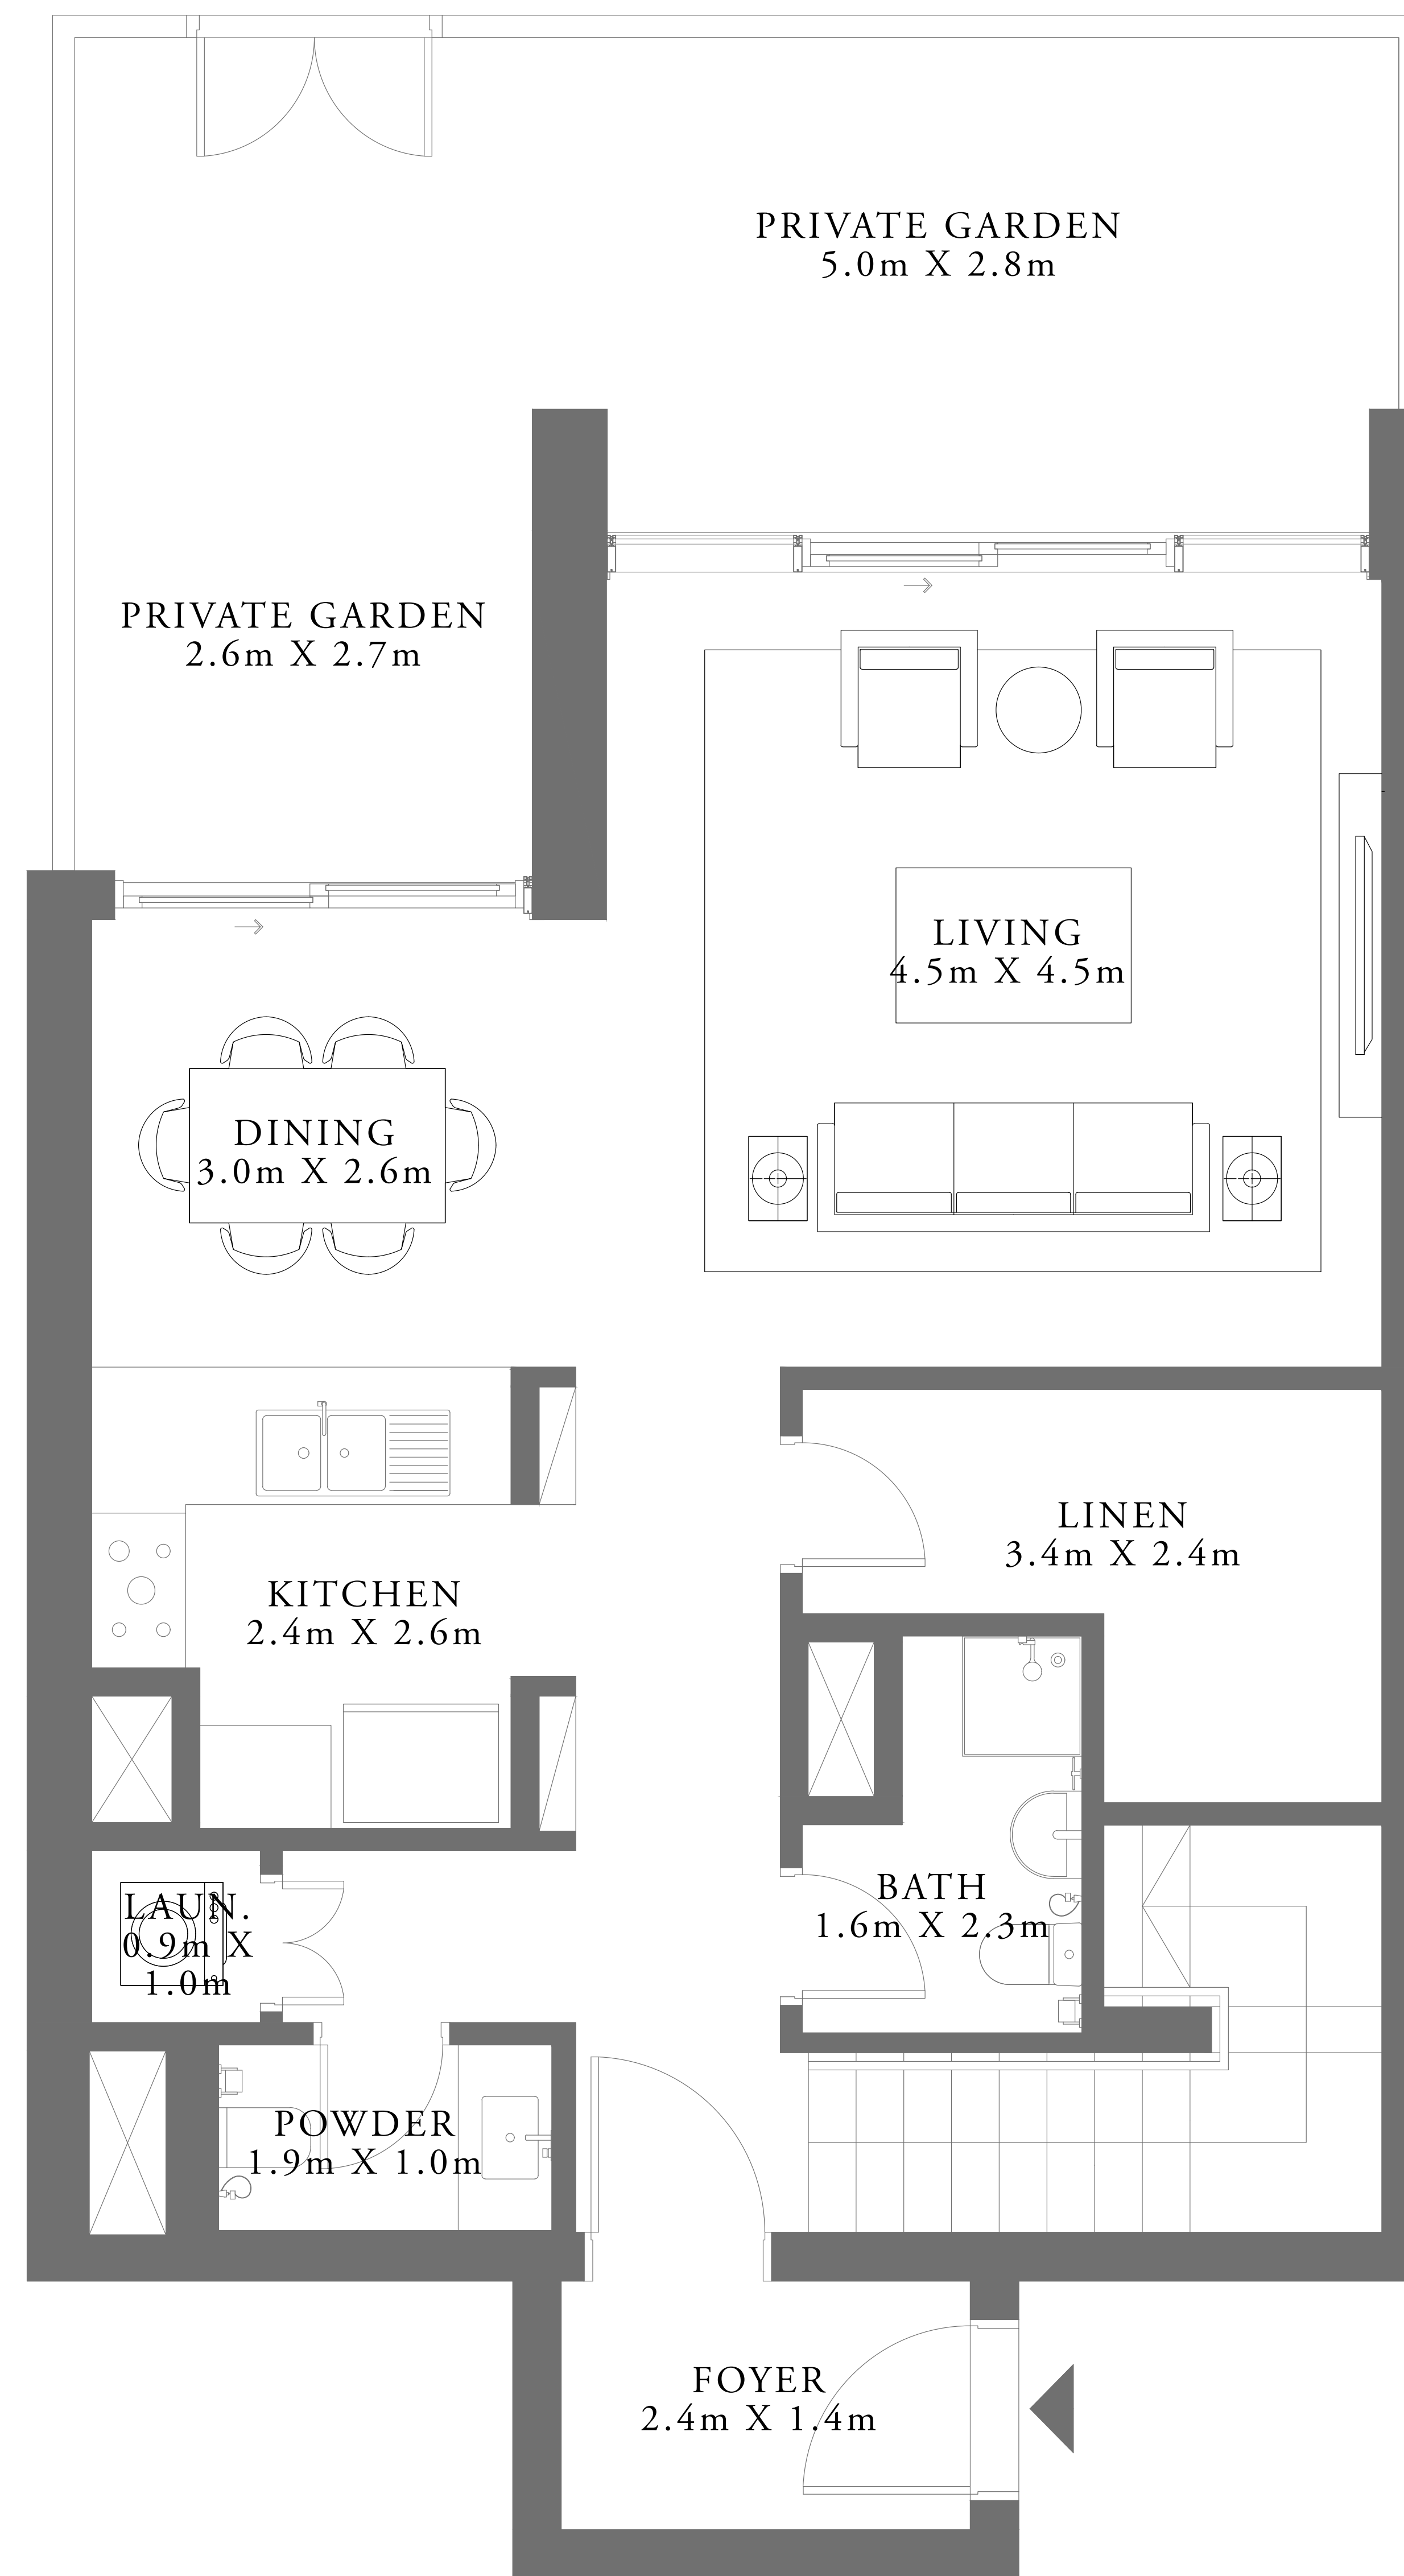 PRIVATE GARDEN
5.0m X 2.8m
PRIVATE GARDEN
2.6m X 2.7m
LIVING
4.5m X 4.5m
DINING
3.0m X 2.6m
LINEN
3.4m X 2.4m
KITCHEN
2.4m X 2.6m
LAUN.
0.9m X
1.0m
BATH
1.6m X 2.3m
POWDER
1.9m X 1.0m
FOYER
2.4m X 1.4m